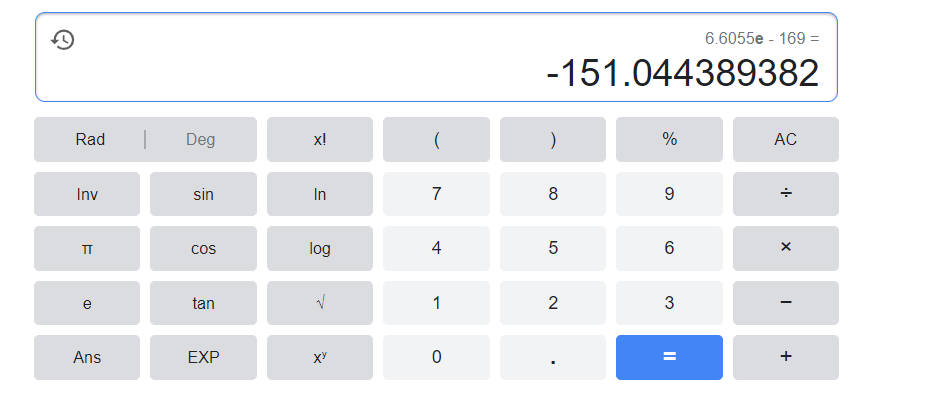 6.6055e - 169 =
-151.044389382
Rad | Deg x! ( ) % AC
Inv sin ln 7 8 9 ÷
π cos log 4 5 6 ×
e tan √ 1 2 3 −
Ans EXP xʸ 0 . = +